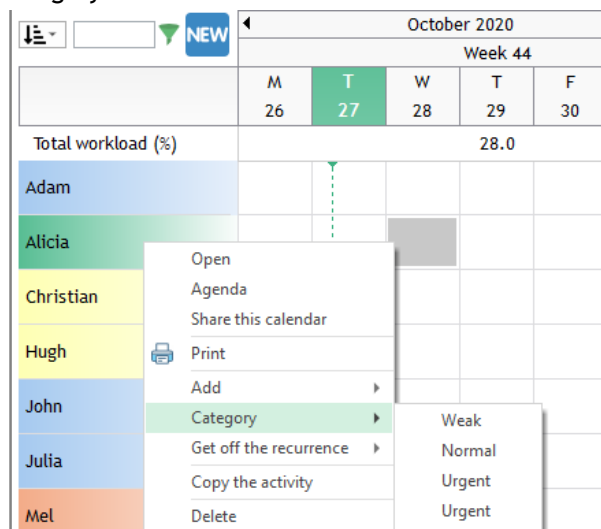 NEW
October 2020
Week 44
M T W T F
26 27 28 29 30
Total workload (%) 28.0
Adam
Alicia
Christian
Hugh
John
Julia
Mel
Open
Agenda
Share this calendar
Print
Add
Category
Get off the recurrence
Copy the activity
Delete
Weak
Normal
Urgent
Urgent